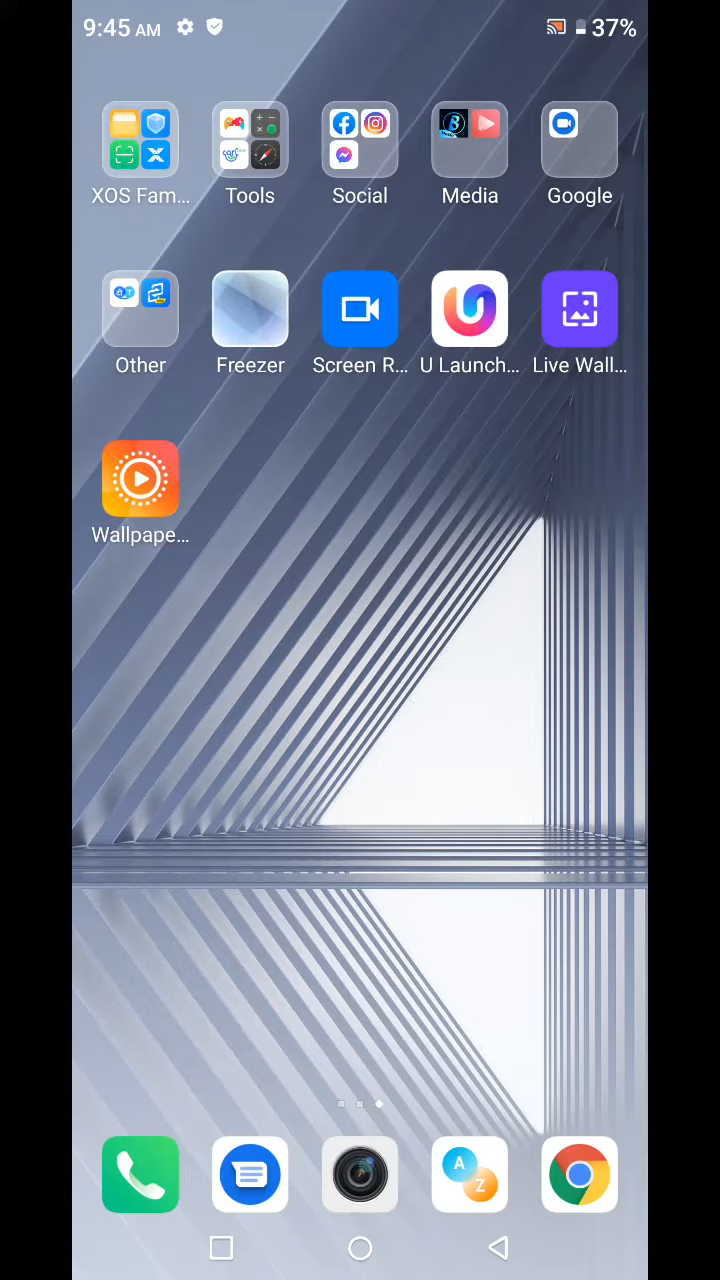 9:45 AM 37%
XOS Fam... Tools Social Media Google
Other Freezer Screen R... U Launch... Live Wall...
Wallpape...
A
Z